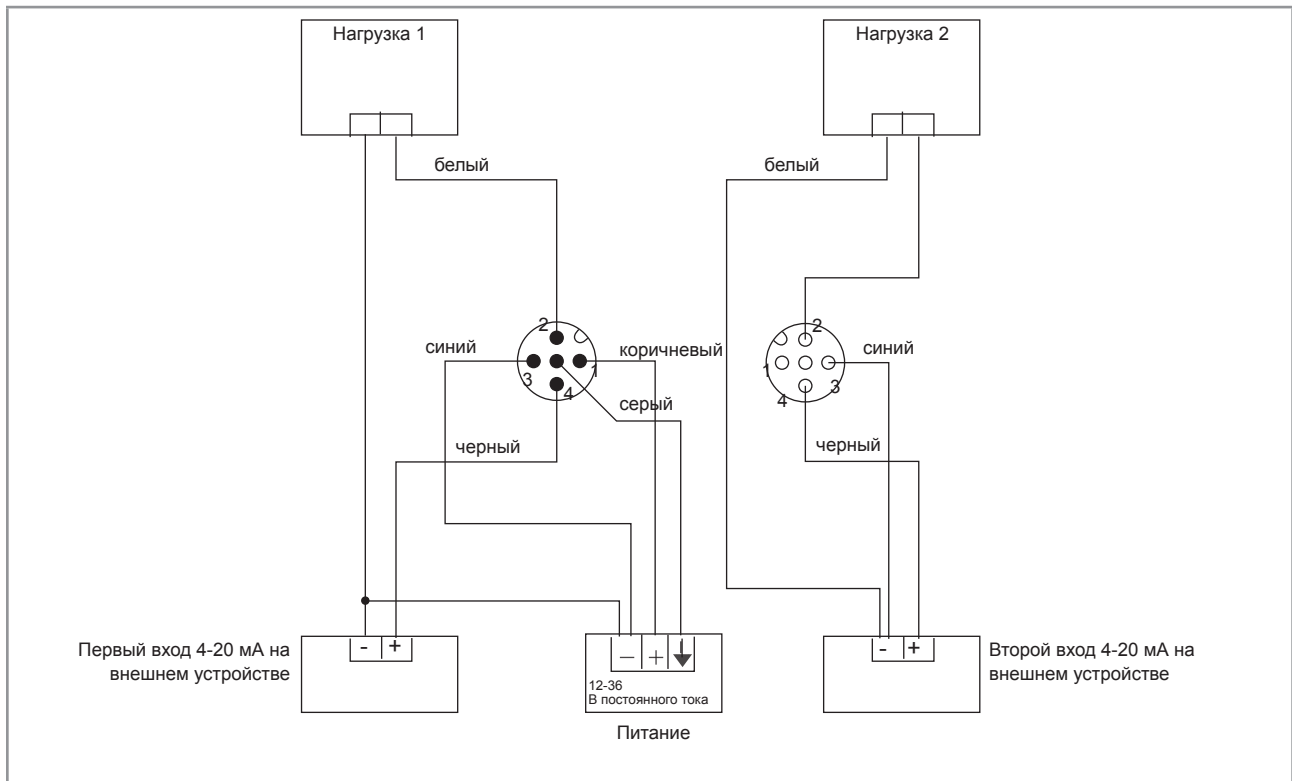 Нагрузка 1
Нагрузка 2
белый
белый
2
2
синий
коричневый
синий
3
1
1
3
4
4
серый
черный
черный
Первый вход 4-20 мА на
внешнем устройстве
- +
— +
12-36
В постоянного тока
Питание
- +
Второй вход 4-20 мА на
внешнем устройстве